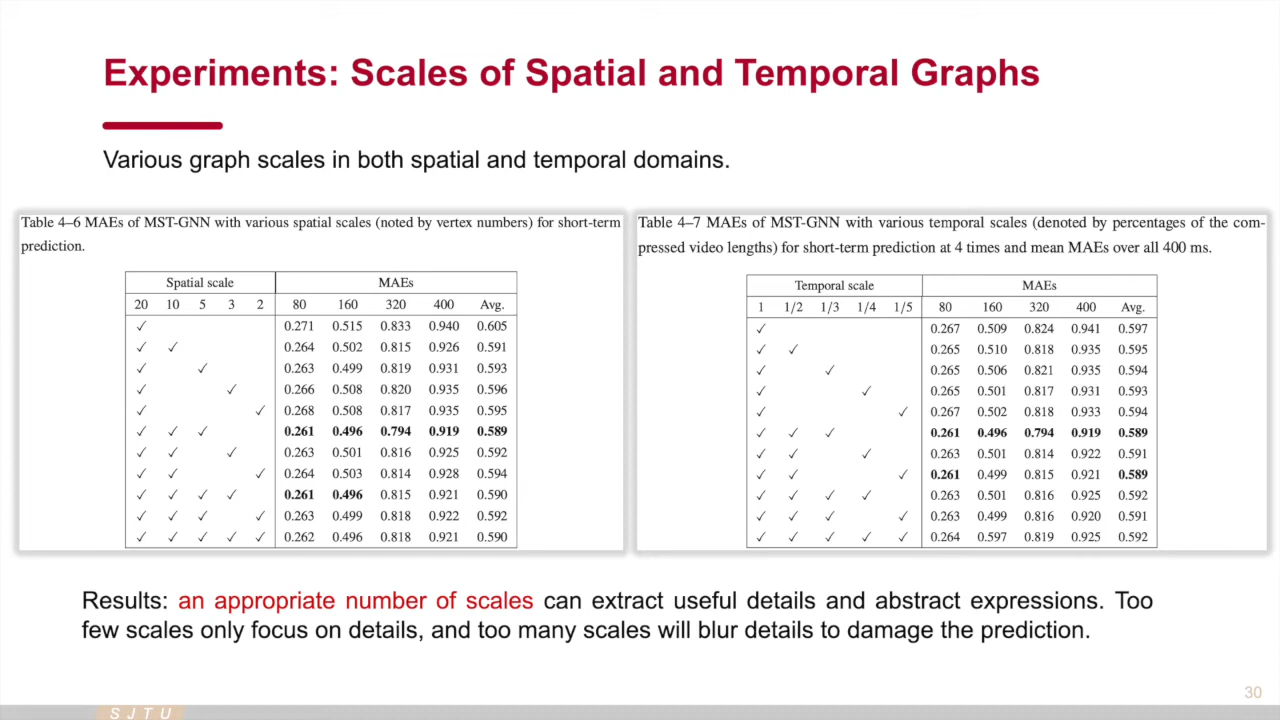 Experiments: Scales of Spatial and Temporal Graphs
Various graph scales in both spatial and temporal domains.
Table 4–6 MAEs of MST-GNN with various spatial scales (noted by vertex numbers) for short-term
prediction.
Spatial scale MAEs
20 10 5 3 2 80 160 320 400 Avg.
✓ 0.271 0.515 0.833 0.940 0.605
✓ ✓ 0.264 0.502 0.815 0.926 0.591
✓ ✓ 0.263 0.499 0.819 0.931 0.593
✓ ✓ 0.266 0.508 0.820 0.935 0.596
✓ ✓ 0.268 0.508 0.817 0.935 0.595
✓ ✓ ✓ 0.261 0.496 0.794 0.919 0.589
✓ ✓ ✓ 0.263 0.501 0.816 0.925 0.592
✓ ✓ ✓ 0.264 0.503 0.814 0.928 0.594
✓ ✓ ✓ ✓ 0.261 0.496 0.815 0.921 0.590
✓ ✓ ✓ ✓ 0.263 0.499 0.818 0.922 0.592
✓ ✓ ✓ ✓ ✓ 0.262 0.496 0.818 0.921 0.590
Table 4–7 MAEs of MST-GNN with various temporal scales (denoted by percentages of the com-
pressed video lengths) for short-term prediction at 4 times and mean MAEs over all 400 ms.
Temporal scale MAEs
1 1/2 1/3 1/4 1/5 80 160 320 400 Avg.
✓ 0.267 0.509 0.824 0.941 0.597
✓ ✓ 0.265 0.510 0.818 0.935 0.595
✓ ✓ 0.265 0.506 0.821 0.935 0.594
✓ ✓ 0.265 0.501 0.817 0.931 0.593
✓ ✓ 0.267 0.502 0.818 0.933 0.594
✓ ✓ ✓ 0.261 0.496 0.794 0.919 0.589
✓ ✓ ✓ 0.263 0.501 0.814 0.922 0.591
✓ ✓ ✓ 0.261 0.499 0.815 0.921 0.589
✓ ✓ ✓ ✓ 0.263 0.501 0.816 0.925 0.592
✓ ✓ ✓ ✓ 0.263 0.499 0.816 0.920 0.591
✓ ✓ ✓ ✓ ✓ 0.264 0.597 0.819 0.925 0.592
Results: an appropriate number of scales can extract useful details and abstract expressions. Too
few scales only focus on details, and too many scales will blur details to damage the prediction.
30
SJTU